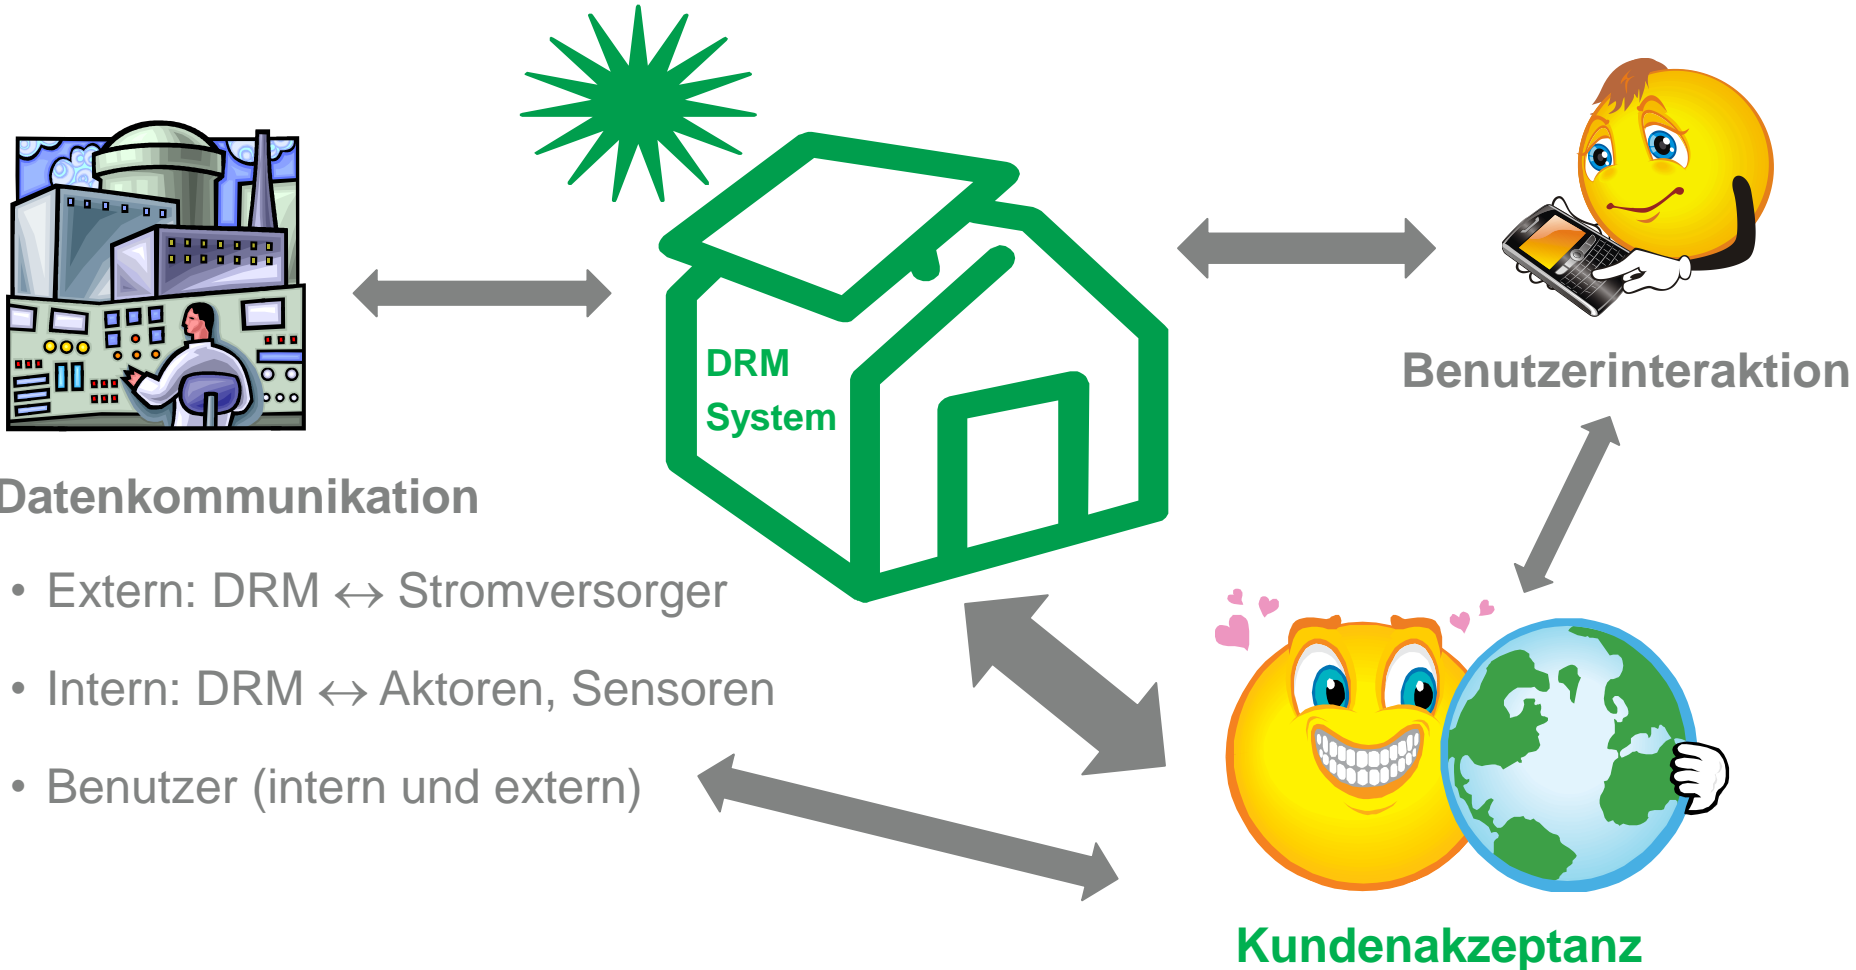 DRM
System
Benutzerinteraktion
Datenkommunikation
• Extern: DRM ↔ Stromversorger
• Intern: DRM ↔ Aktoren, Sensoren
• Benutzer (intern und extern)
Kundenakzeptanz